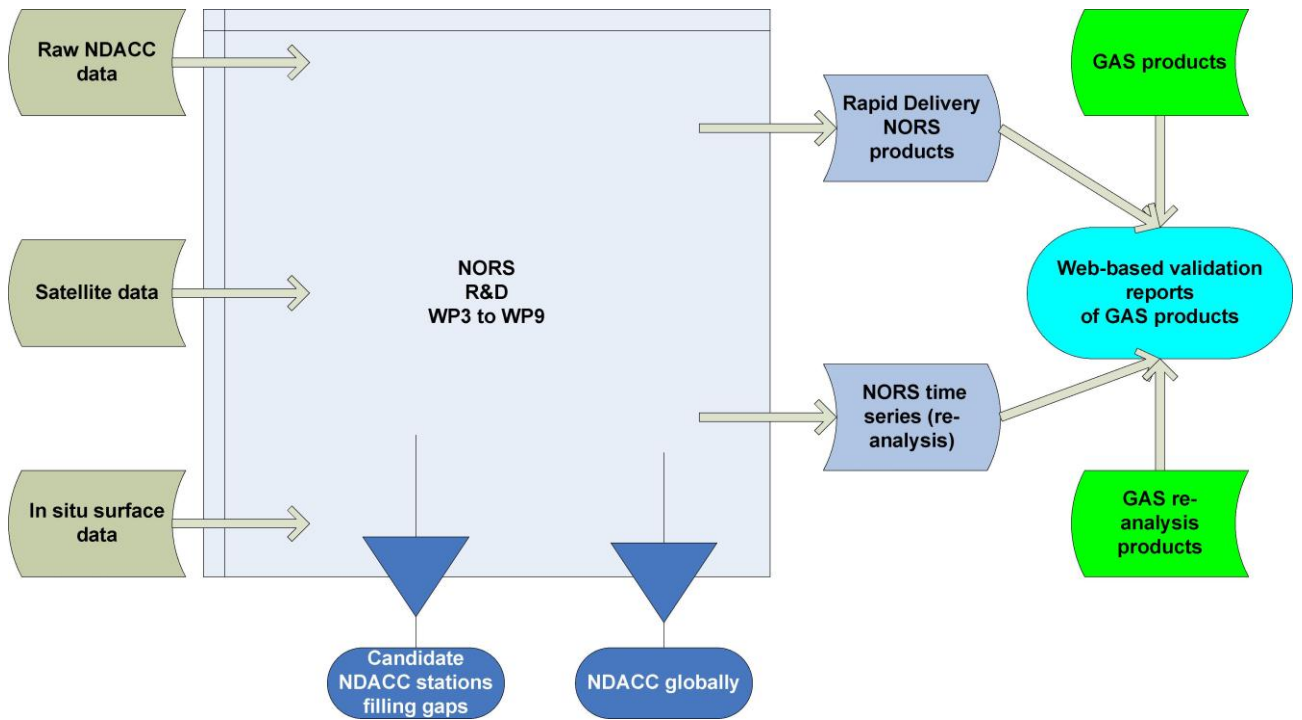 Raw NDACC
data
Satellite data
In situ surface
data
NORS
R&D
WP3 to WP9
Candidate
NDACC stations
filling gaps
NDACC globally
Rapid Delivery
NORS
products
NORS time
series (re-
analysis)
GAS products
Web-based validation
reports
of GAS products
GAS re-
analysis
products